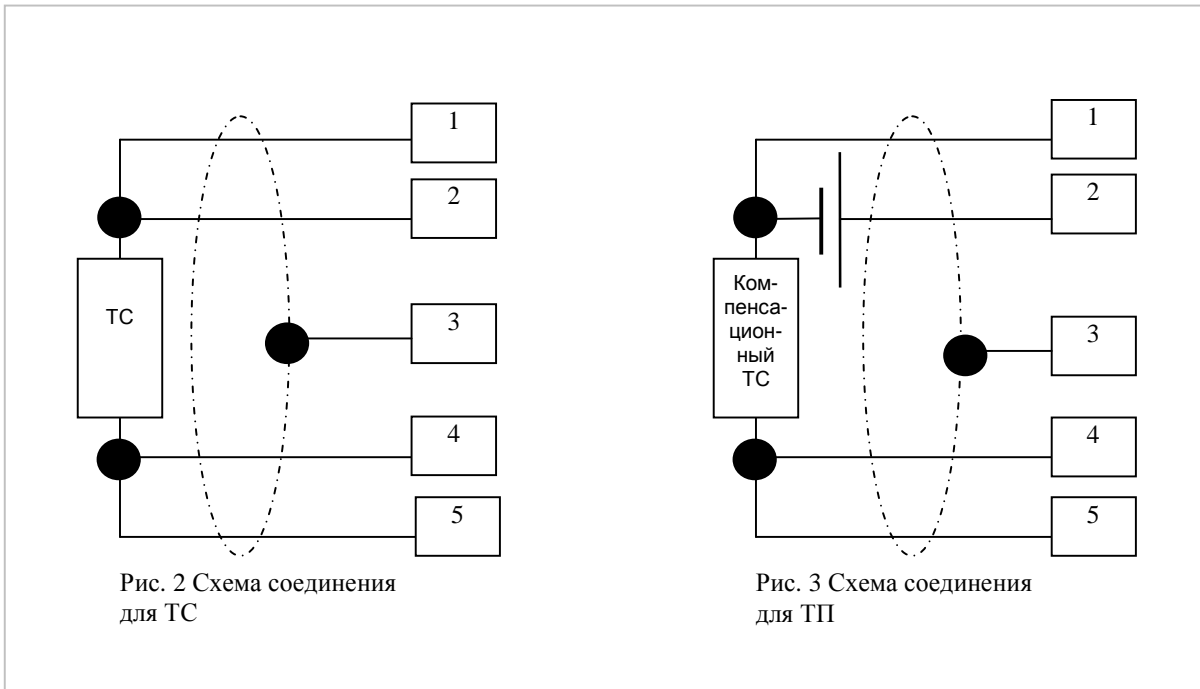 1
2
ТС
3
4
5
Рис. 2 Схема соединения
для ТС
1
2
Ком-
пенса-
цион-
ный
ТС
3
4
5
Рис. 3 Схема соединения
для ТП